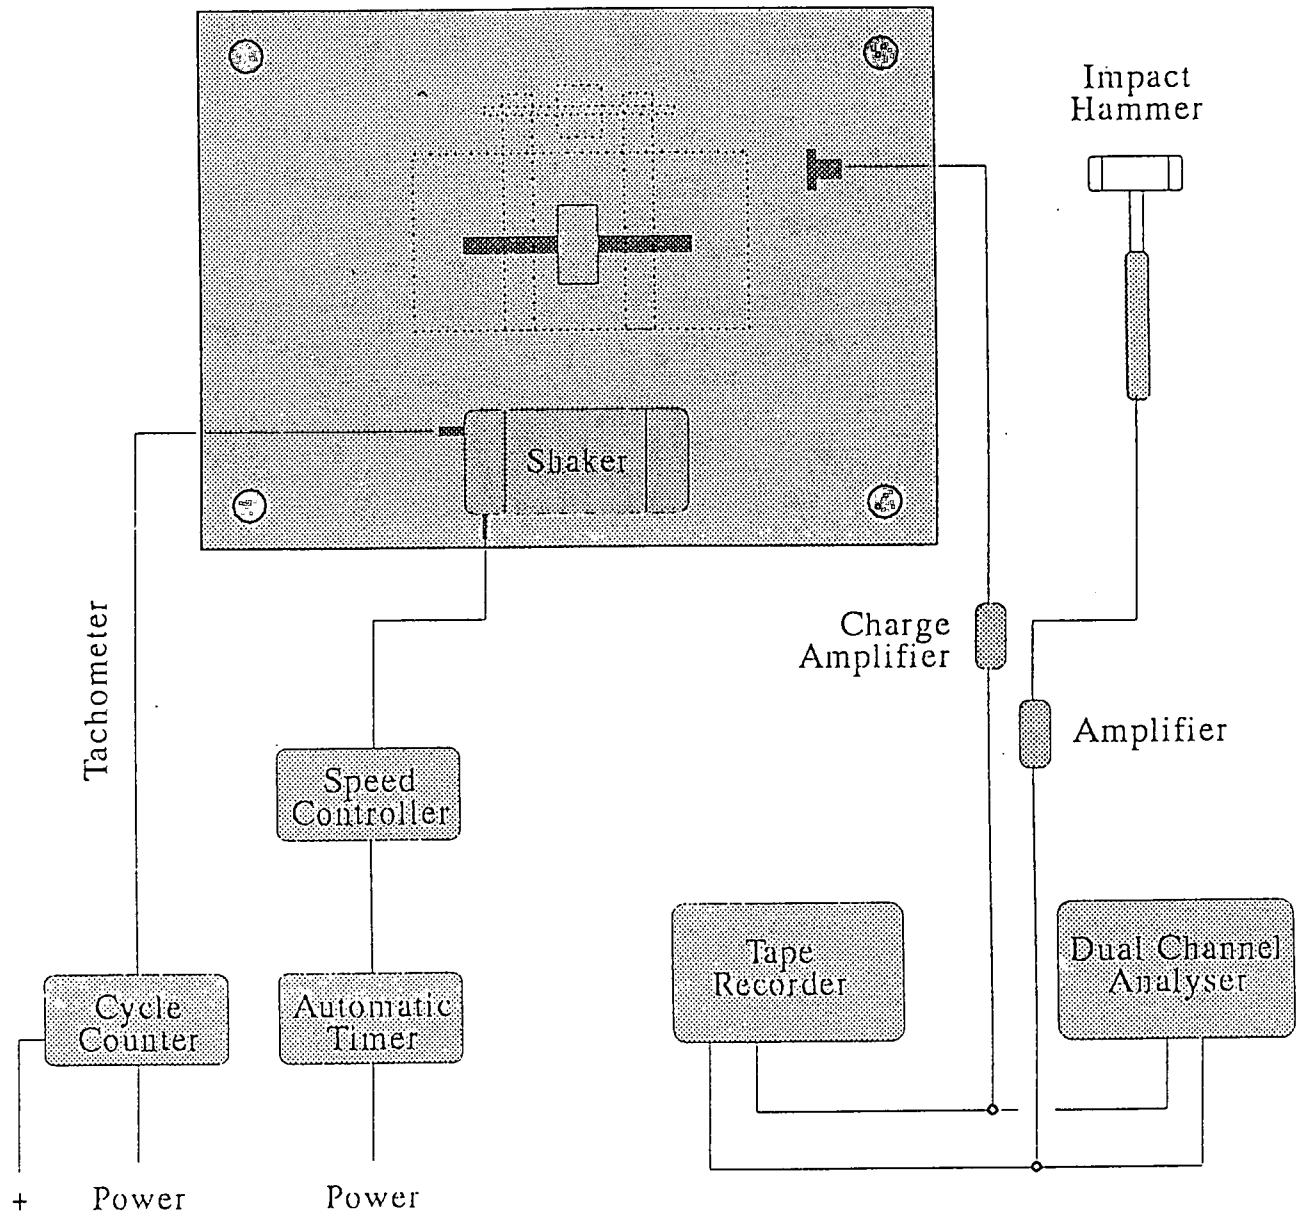 Impact
Hammer
Shaker
Charge
Amplifier
Tachometer
Amplifier
Speed
Controller
Tape
Recorder
Dual Channel
Analyser
Cycle
Counter
Automatic
Timer
+
Power
Power